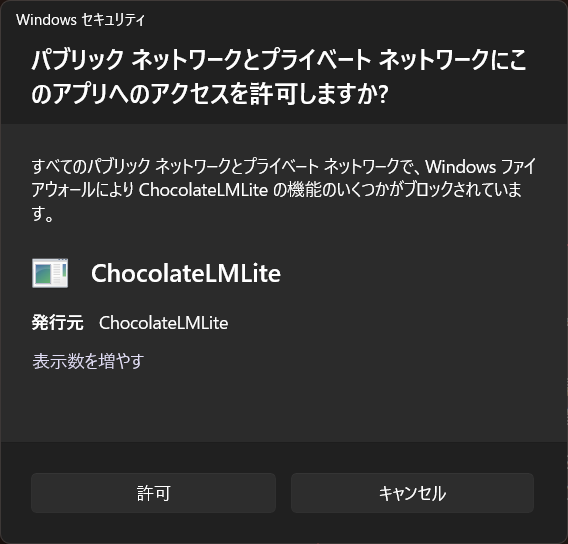 Windows セキュリティ
パブリック ネットワークとプライベート ネットワークにこ
のアプリへのアクセスを許可しますか?
すべてのパブリック ネットワークとプライベート ネットワークで、Windows ファイ
アウォールにより ChocolateLMLite の機能のいくつかがブロックされていま
す。
ChocolateLMLite
発行元 ChocolateLMLite
表示数を増やす
許可
キャンセル